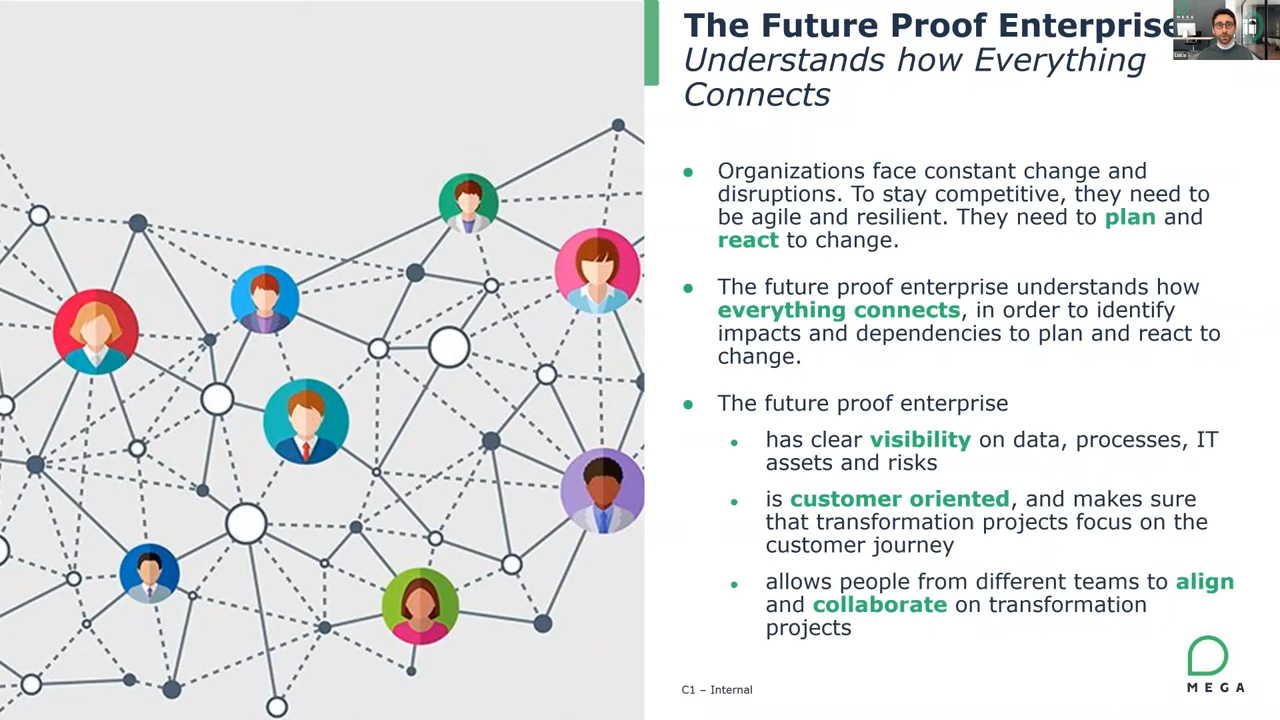 The Future Proof Enterprise
Understands how Everything
Connects
● Organizations face constant change and
disruptions. To stay competitive, they need to
be agile and resilient. They need to plan and
react to change.
● The future proof enterprise understands how
everything connects, in order to identify
impacts and dependencies to plan and react to
change.
● The future proof enterprise
• has clear visibility on data, processes, IT
assets and risks
• is customer oriented, and makes sure
that transformation projects focus on the
customer journey
• allows people from different teams to align
and collaborate on transformation
projects
C1 – Internal
MEGA